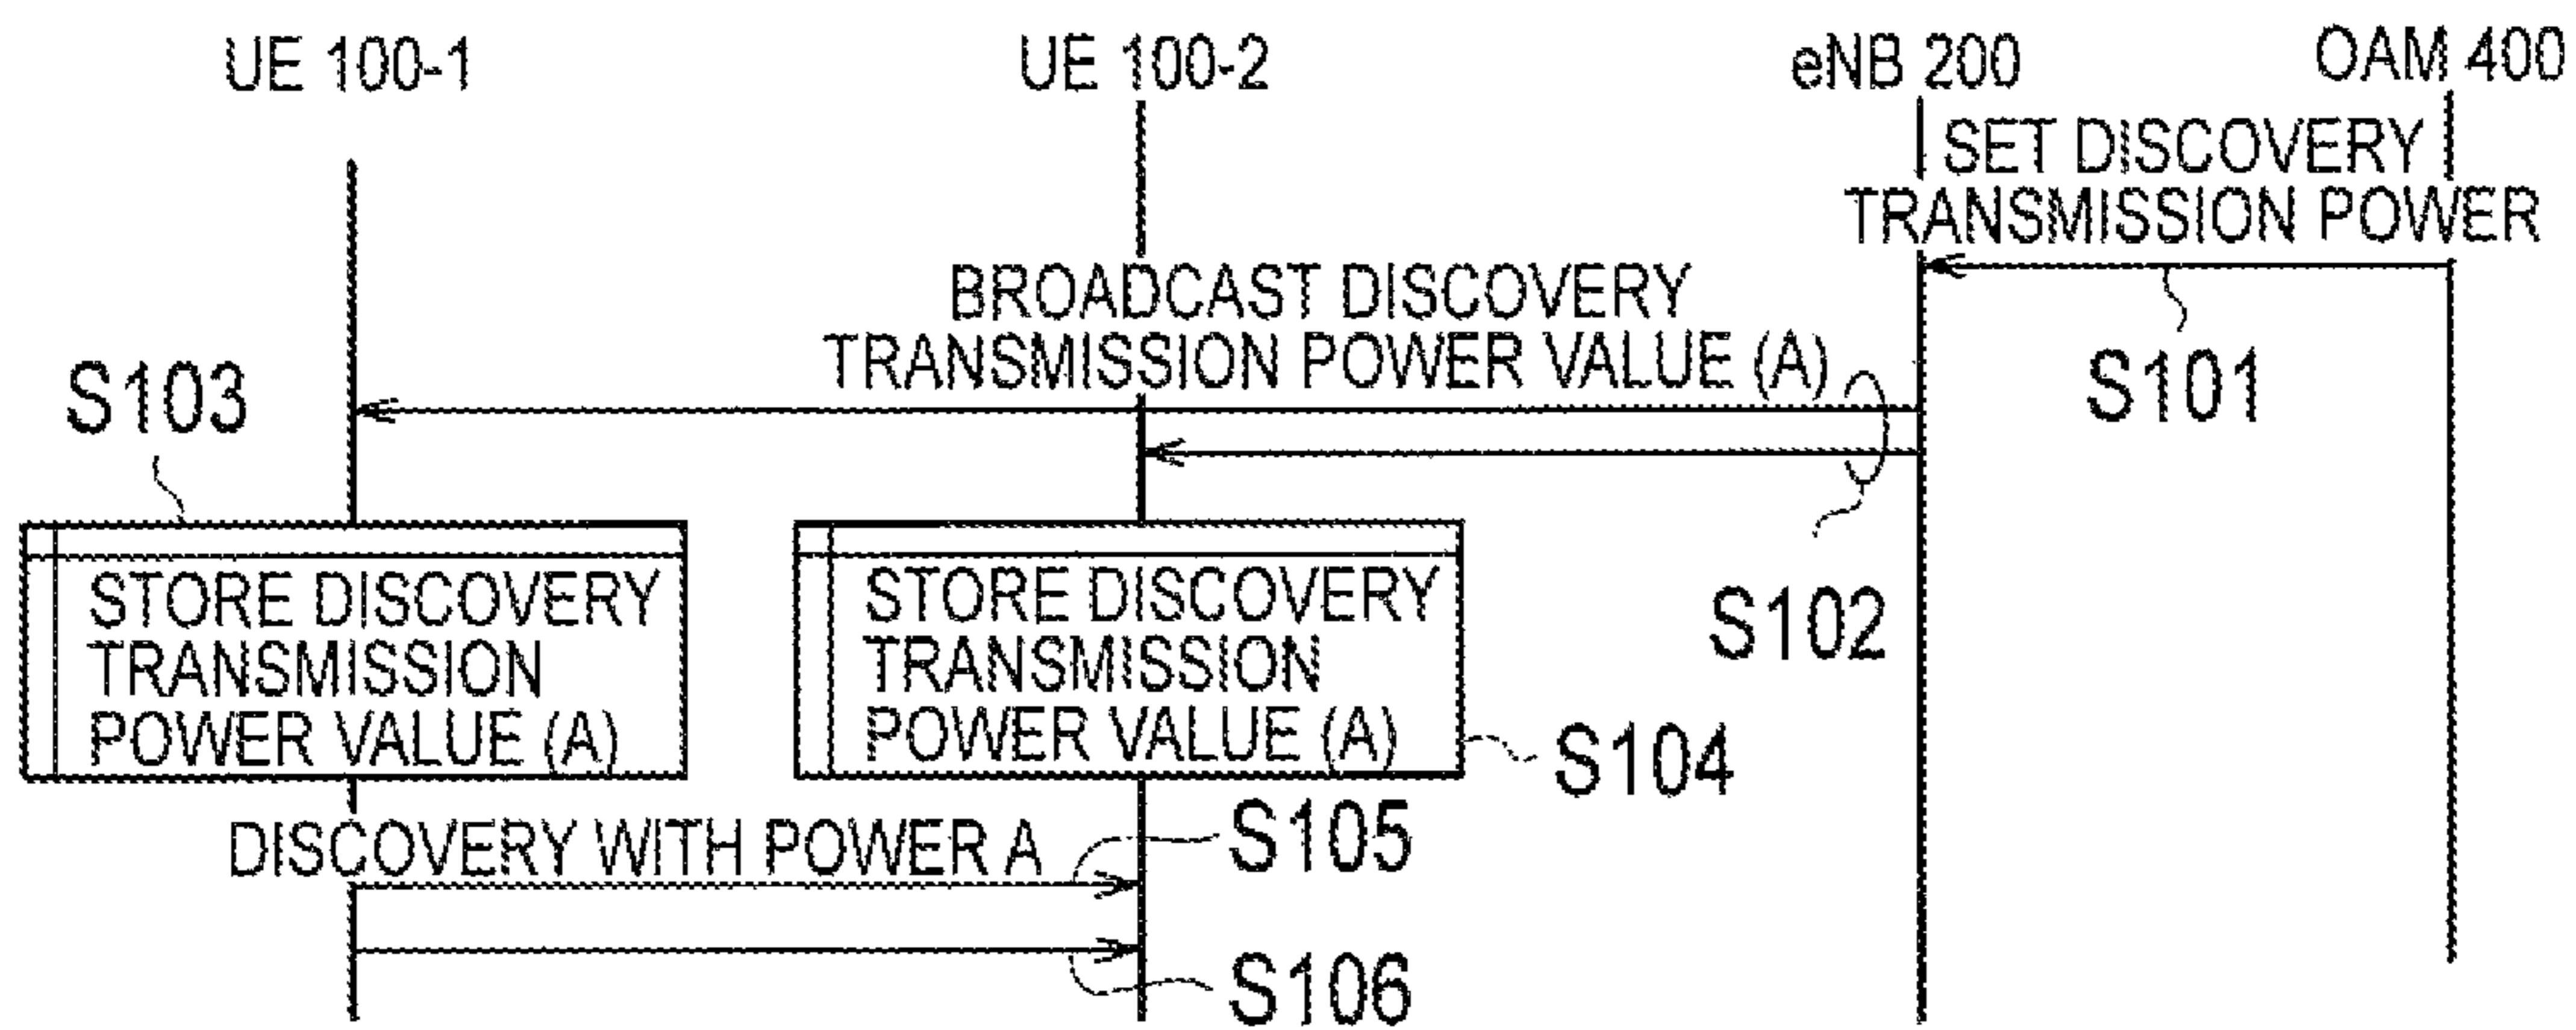 UE 100-1
UE 100-2
eNB 200
OAM 400
SET DISCOVERY
TRANSMISSION POWER
S101
BROADCAST DISCOVERY
TRANSMISSION POWER VALUE (A)
S102
S103
STORE DISCOVERY
TRANSMISSION
POWER VALUE (A)
STORE DISCOVERY
TRANSMISSION
POWER VALUE (A)
S104
DISCOVERY WITH POWER A
S105
S106